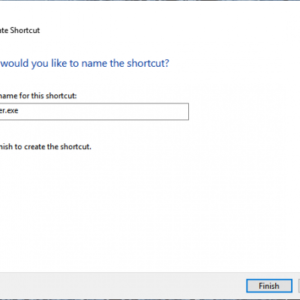 te Shortcut
would you like to name the shortcut?
name for this shortcut:
er.exe
nish to create the shortcut.
Finish